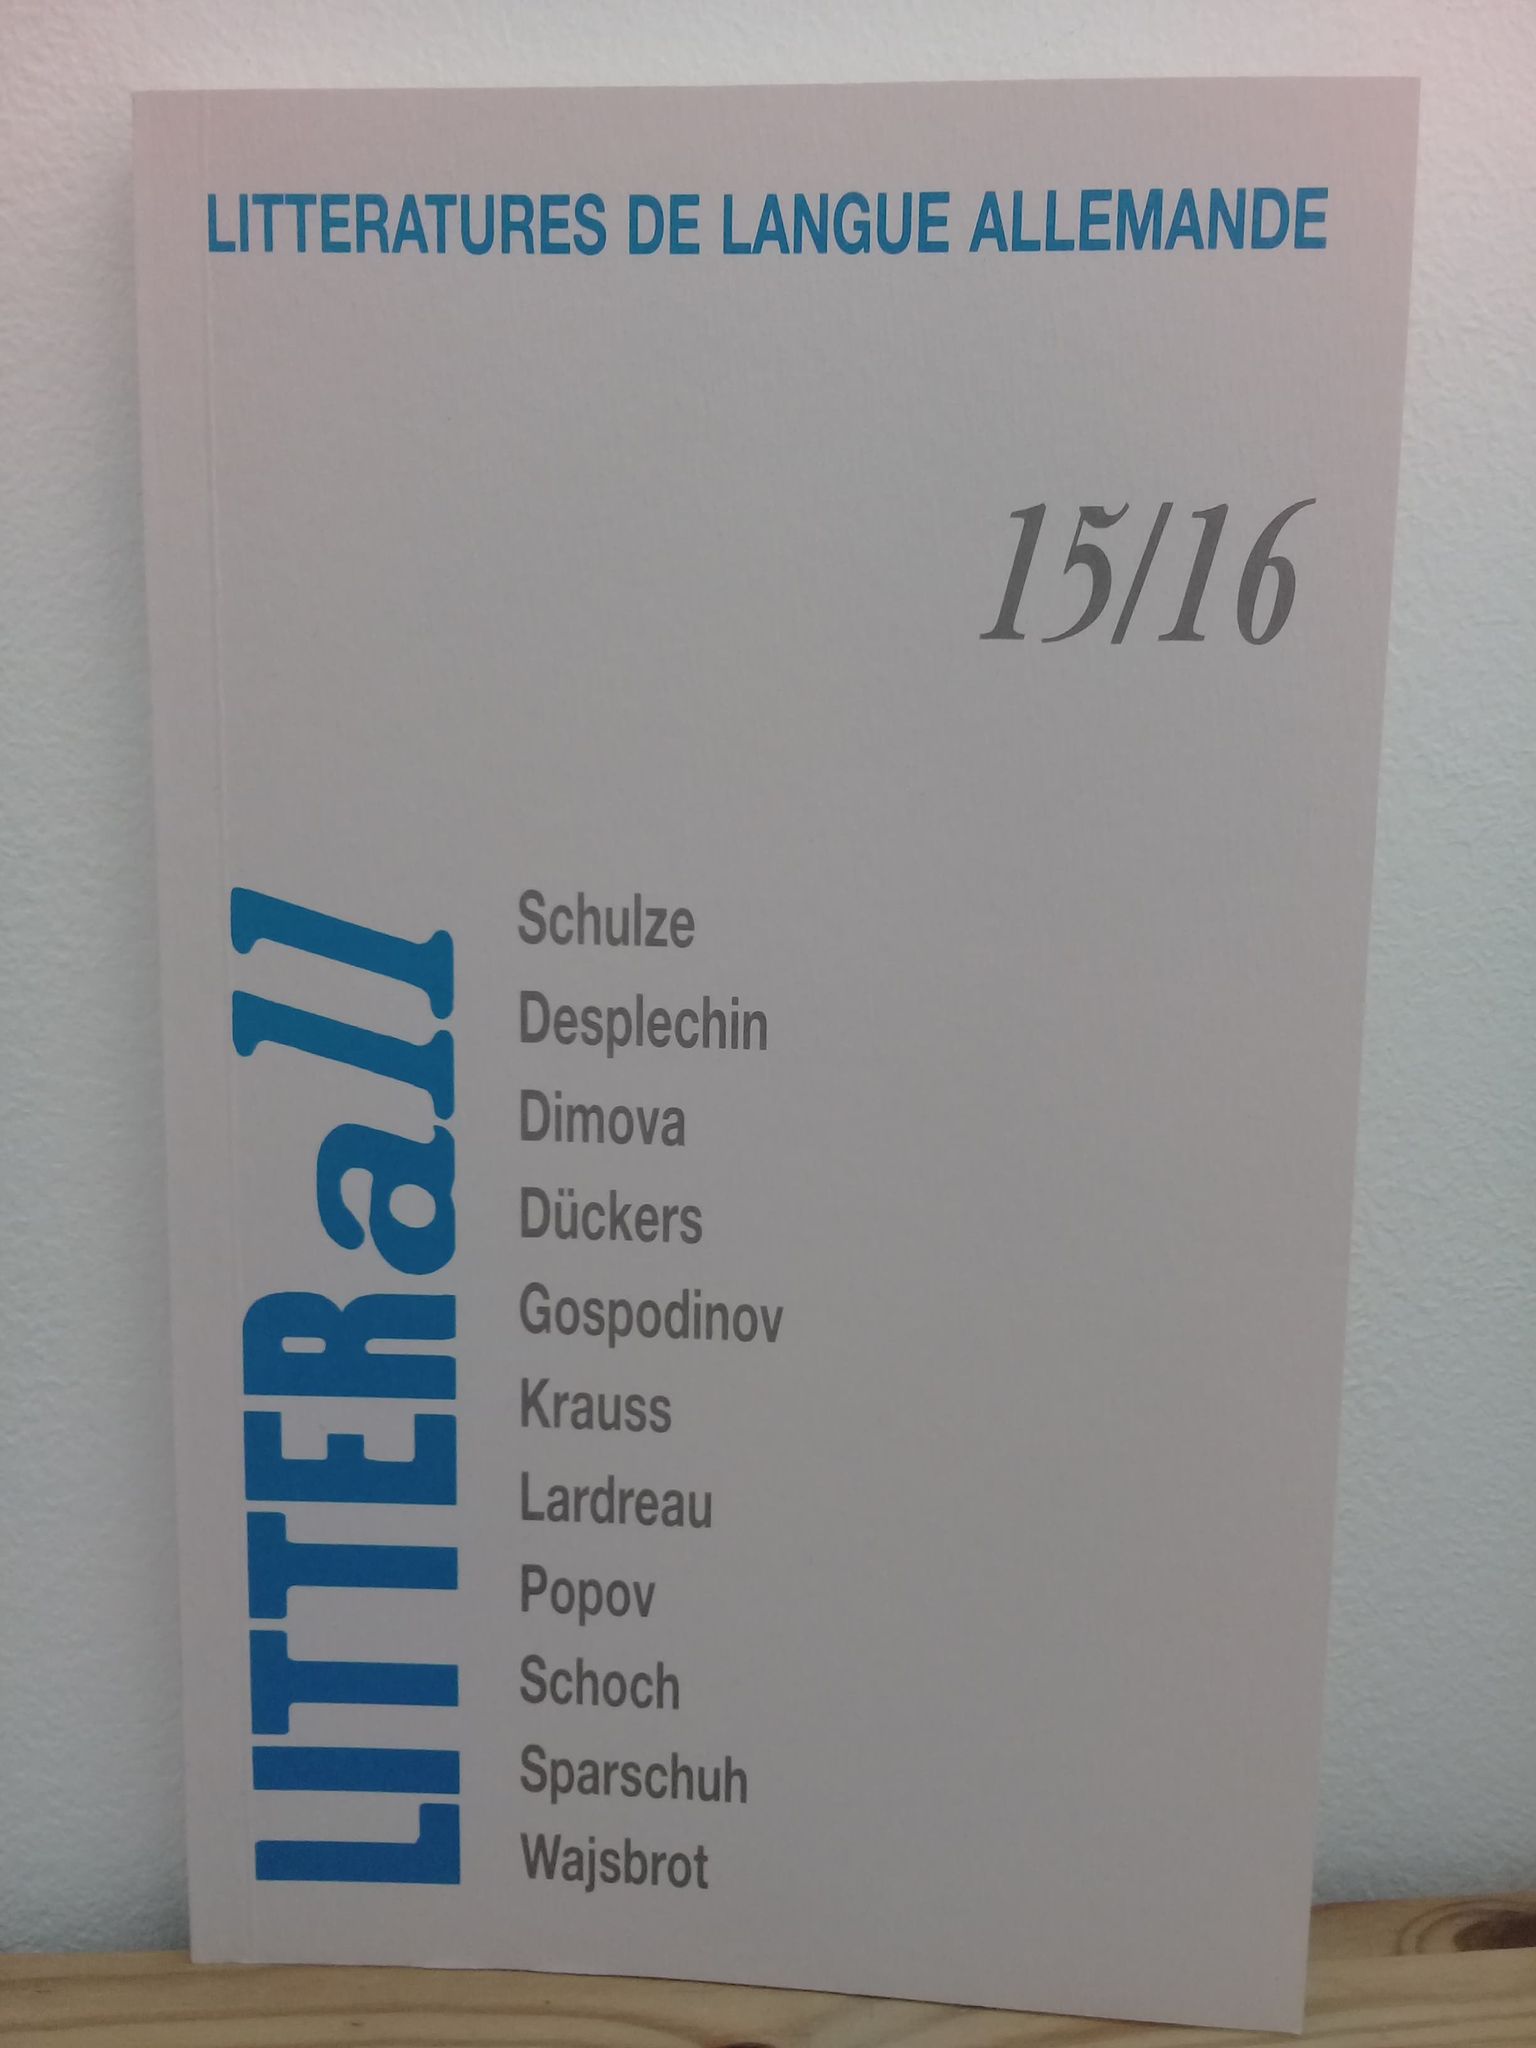 LITTERATURES DE LANGUE ALLEMANDE
15/16
LITTERall
Schulze
Desplechin
Dimova
Dückers
Gospodinov
Krauss
Lardreau
Popov
Schoch
Sparschuh
Wajsbrot